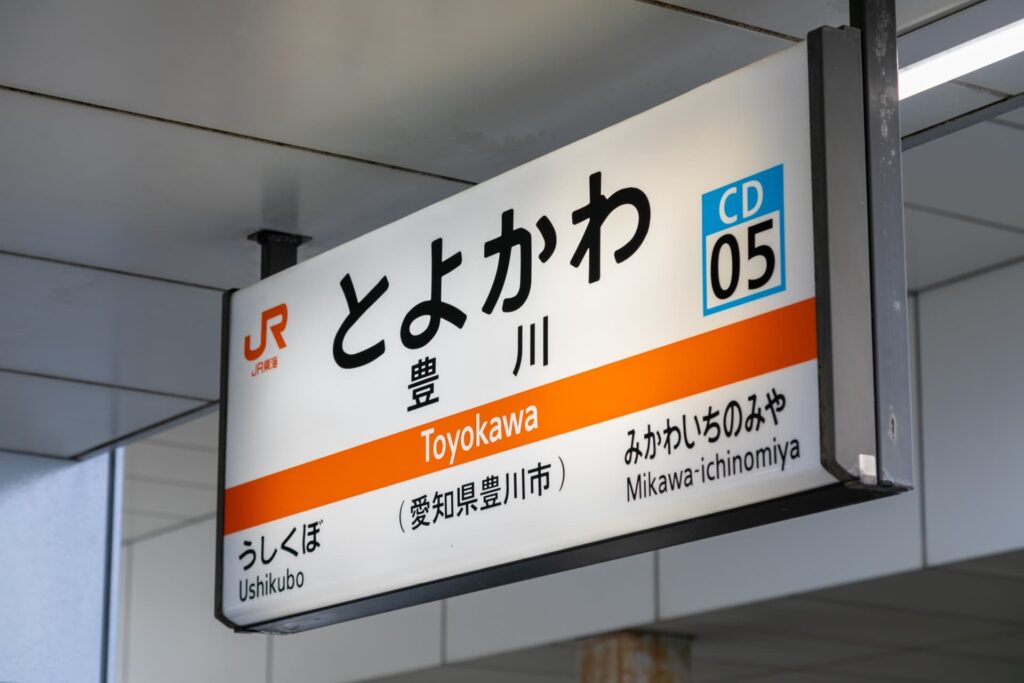 JR
JR東海
とよかわ
豊川
CD
05
Toyokawa
(愛知県豊川市)
うしくぼ
Ushikubo
みかわいちのみや
Mikawa-ichinomiya